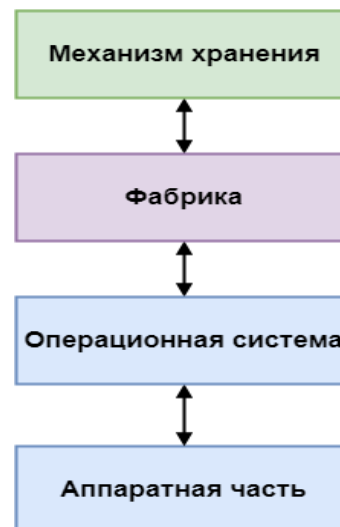 Механизм хранения
Фабрика
Операционная система
Аппаратная часть